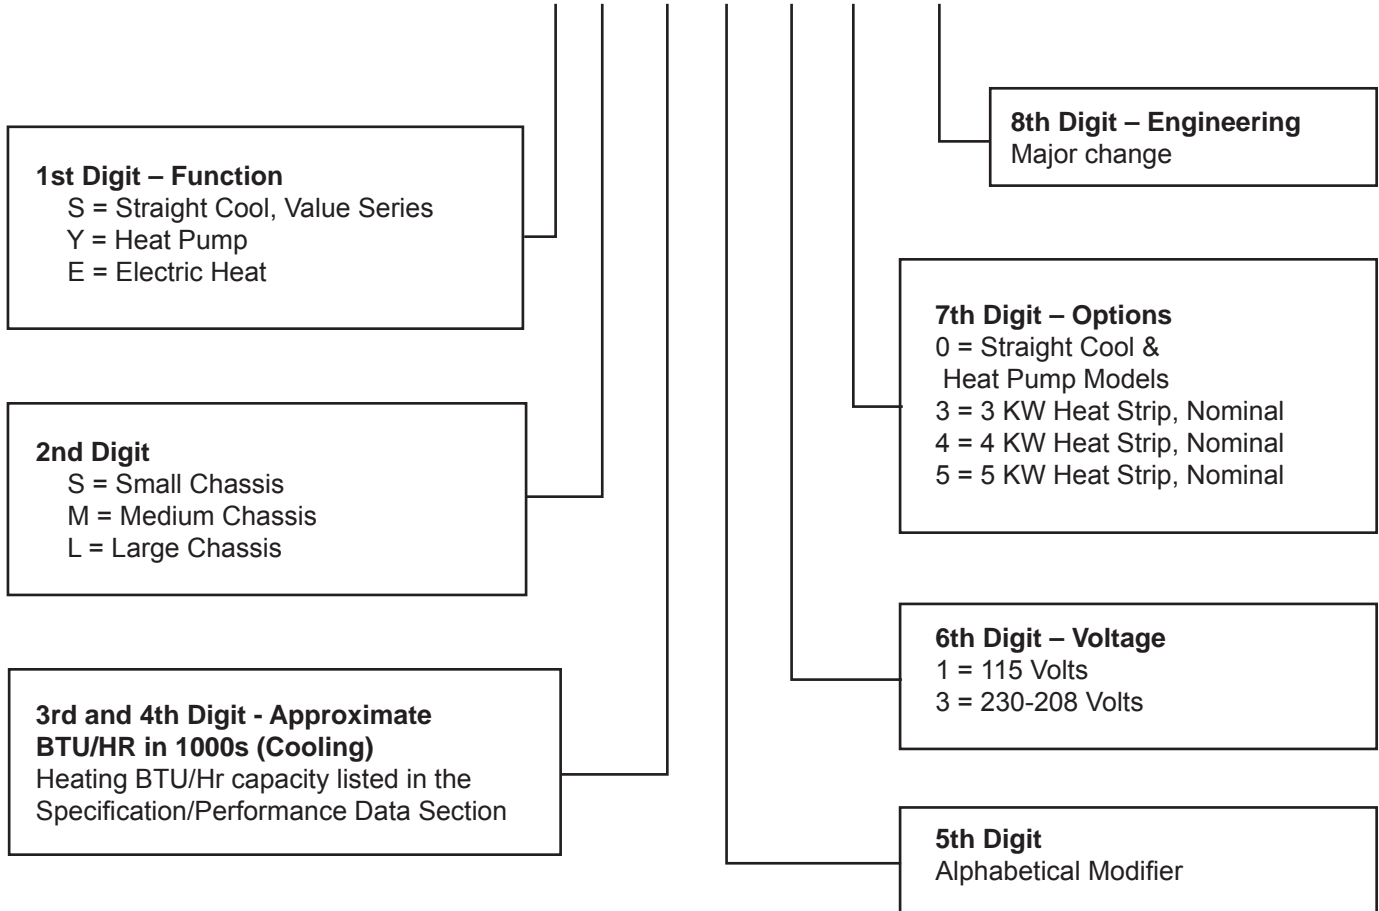 1st Digit – Function
S = Straight Cool, Value Series
Y = Heat Pump
E = Electric Heat
2nd Digit
S = Small Chassis
M = Medium Chassis
L = Large Chassis
3rd and 4th Digit - Approximate
BTU/HR in 1000s (Cooling)
Heating BTU/Hr capacity listed in the
Specification/Performance Data Section
8th Digit – Engineering
Major change
7th Digit – Options
0 = Straight Cool &
Heat Pump Models
3 = 3 KW Heat Strip, Nominal
4 = 4 KW Heat Strip, Nominal
5 = 5 KW Heat Strip, Nominal
6th Digit – Voltage
1 = 115 Volts
3 = 230-208 Volts
5th Digit
Alphabetical Modifier